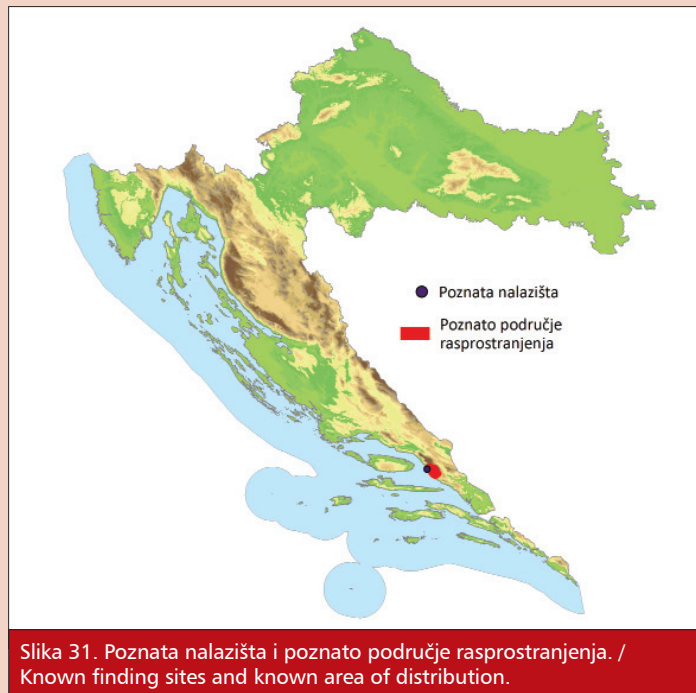 Poznata nalazišta
Poznato područje
rasprostranjenja
Slika 31. Poznata nalazišta i poznato područje rasprostranjenja. /
Known finding sites and known area of distribution.